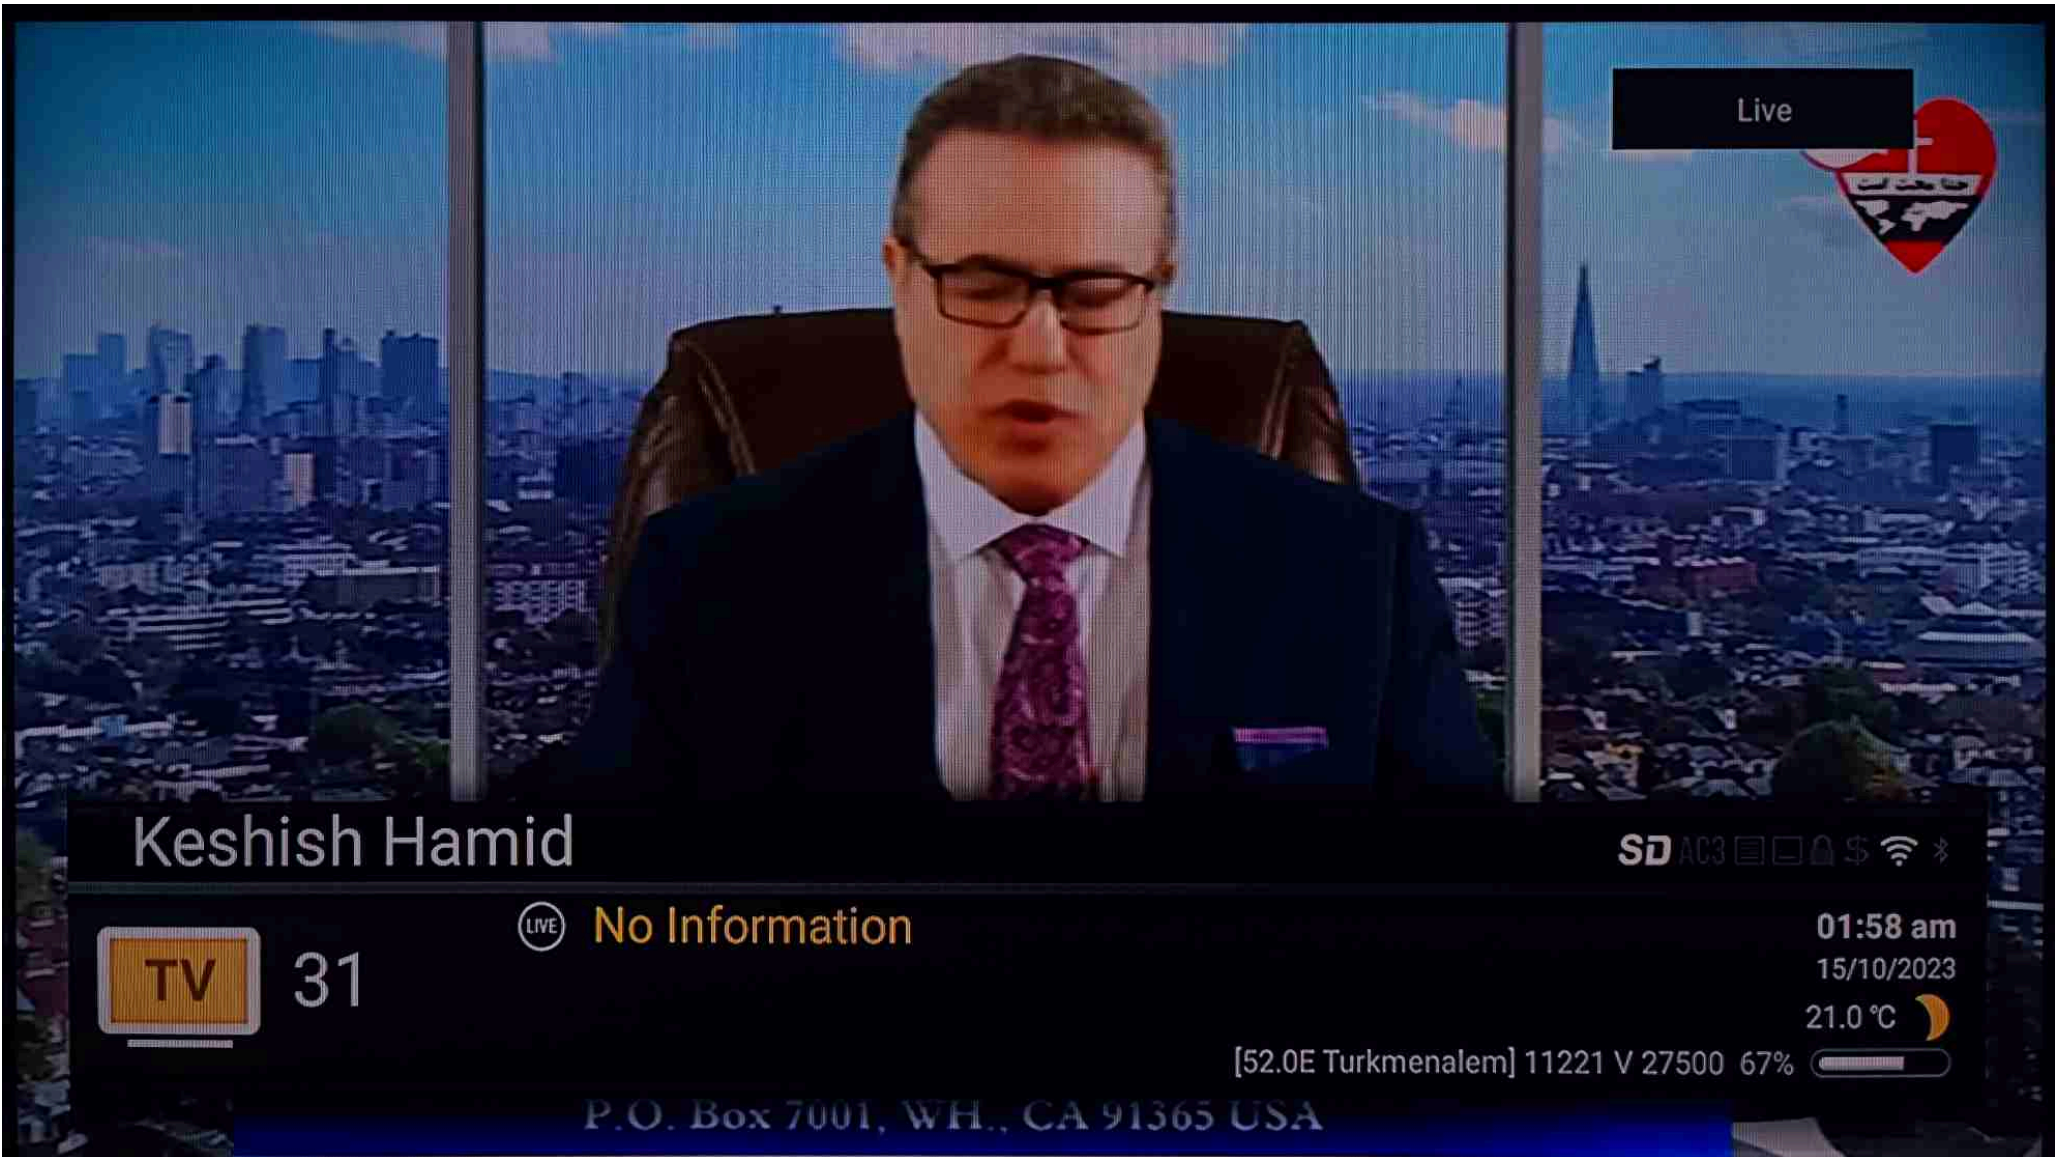 Live
Keshish Hamid
SD AC3 $
LIVE No Information
TV 31
01:58 am
15/10/2023
21.0 °C
[52.0E Turkmenalem] 11221 V 27500 67%
P.O. Box 7001, WH., CA 91365 USA